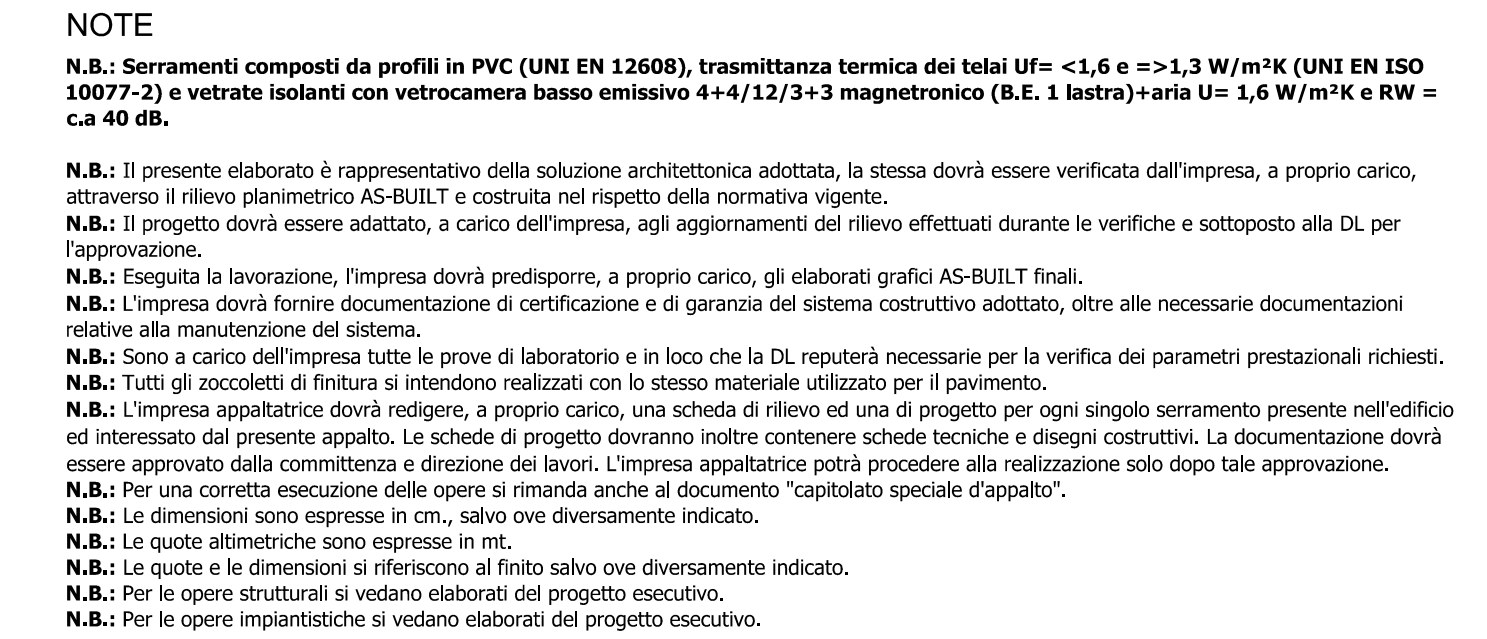 NOTE
N.B.: Serramenti composti da profili in PVC (UNI EN 12608), trasmittanza termica dei telai Uf= <1,6 e =>1,3 W/m²K (UNI EN ISO
10077-2) e vetrate isolanti con vetrocamera basso emissivo 4+4/12/3+3 magnetronico (B.E. 1 lastra)+aria U= 1,6 W/m²K e RW =
c.a 40 dB.
N.B.: Il presente elaborato è rappresentativo della soluzione architettonica adottata, la stessa dovrà essere verificata dall'impresa, a proprio carico,
attraverso il rilievo planimetrico AS-BUILT e costruita nel rispetto della normativa vigente.
N.B.: Il progetto dovrà essere adattato, a carico dell'impresa, agli aggiornamenti del rilievo effettuati durante le verifiche e sottoposto alla DL per
l'approvazione.
N.B.: Eseguita la lavorazione, l'impresa dovrà predisporre, a proprio carico, gli elaborati grafici AS-BUILT finali.
N.B.: L'impresa dovrà fornire documentazione di certificazione e di garanzia del sistema costruttivo adottato, oltre alle necessarie documentazioni
relative alla manutenzione del sistema.
N.B.: Sono a carico dell'impresa tutte le prove di laboratorio e in loco che la DL reputerà necessarie per la verifica dei parametri prestazionali richiesti.
N.B.: Tutti gli zoccoletti di finitura si intendono realizzati con lo stesso materiale utilizzato per il pavimento.
N.B.: L'impresa appaltatrice dovrà redigere, a proprio carico, una scheda di rilievo ed una di progetto per ogni singolo serramento presente nell'edificio
ed interessato dal presente appalto. Le schede di progetto dovranno inoltre contenere schede tecniche e disegni costruttivi. La documentazione dovrà
essere approvato dalla committenza e direzione dei lavori. L'impresa appaltatrice potrà procedere alla realizzazione solo dopo tale approvazione.
N.B.: Per una corretta esecuzione delle opere si rimanda anche al documento "capitolato speciale d'appalto".
N.B.: Le dimensioni sono espresse in cm., salvo ove diversamente indicato.
N.B.: Le quote altimetriche sono espresse in mt.
N.B.: Le quote e le dimensioni si riferiscono al finito salvo ove diversamente indicato.
N.B.: Per le opere strutturali si vedano elaborati del progetto esecutivo.
N.B.: Per le opere impiantistiche si vedano elaborati del progetto esecutivo.